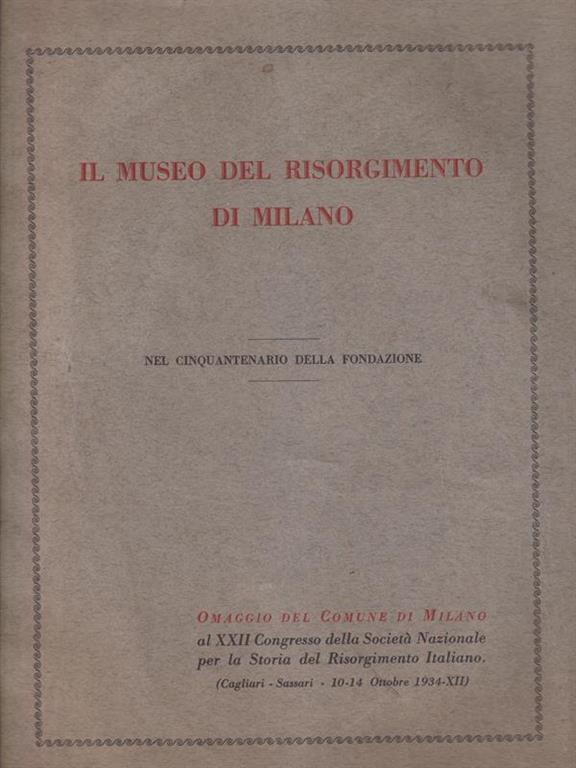 IL MUSEO DEL RISORGIMENTO
DI MILANO
NEL CINQUANTENARIO DELLA FONDAZIONE
OMAGGIO DEL COMUNE DI MILANO
al XXII Congresso della Società Nazionale
per la Storia del Risorgimento Italiano.
(Cagliari - Sassari - 10-14 Ottobre 1934-XII)